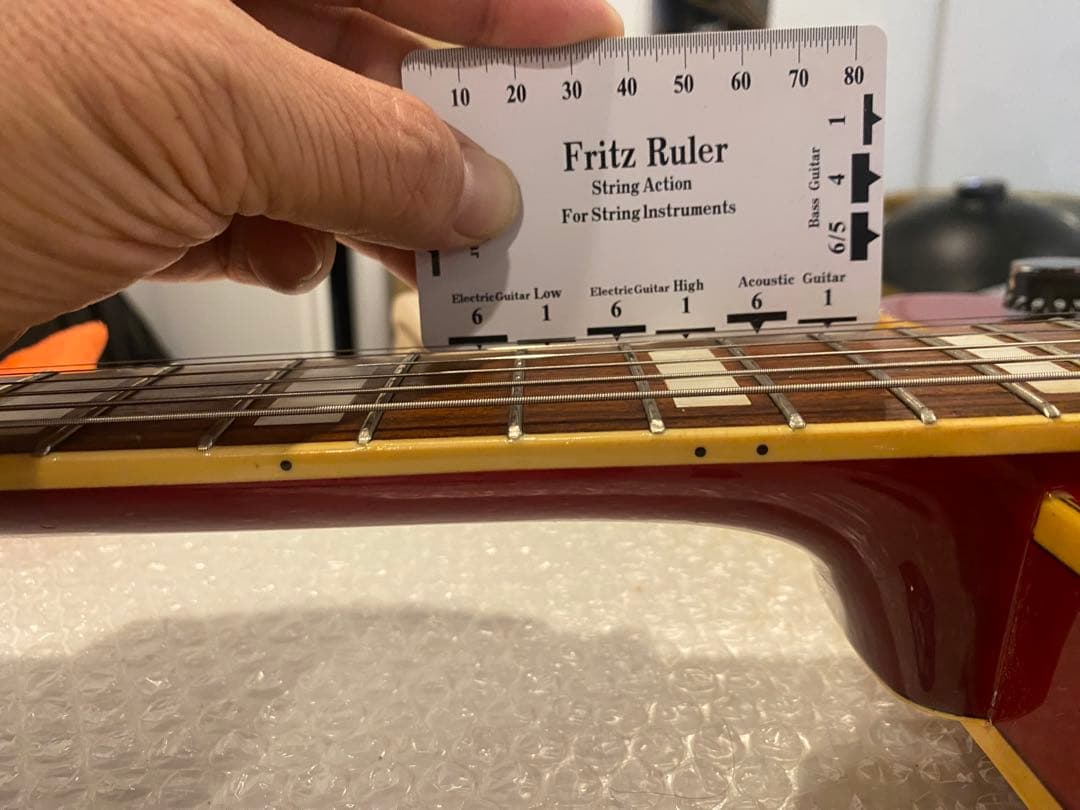 10 20 30 40 50 60 70 80
Fritz Ruler
String Action
For String Instruments
Bass Guitar
1
4
6/5
ElectricGuitar Low
6 1
ElectricGuitar High
6 1
Acoustic Guitar
6 1